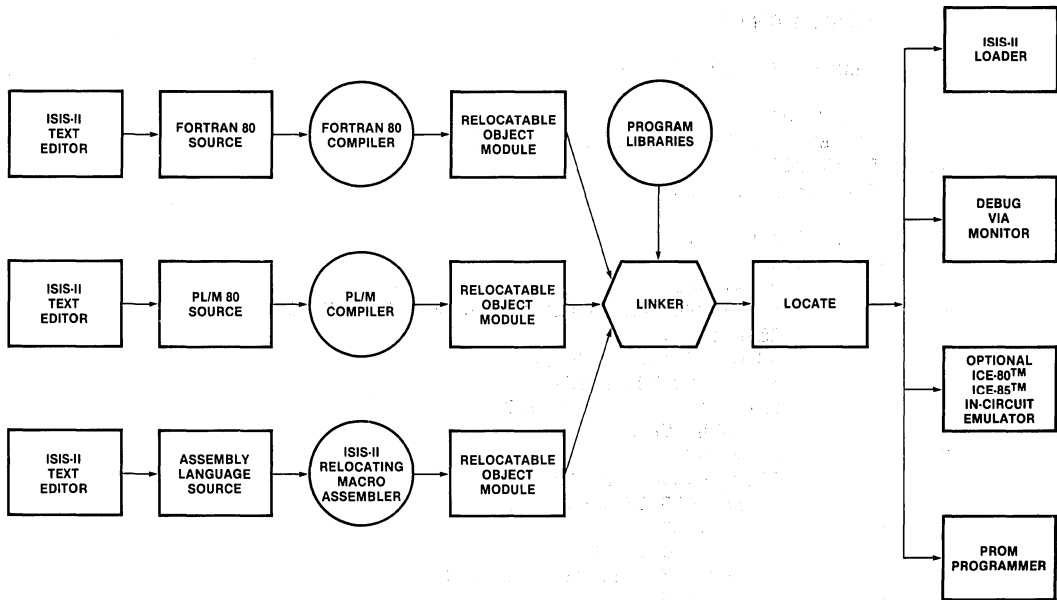 ISIS-II
TEXT
EDITOR
FORTRAN 80
SOURCE
FORTRAN 80
COMPILER
RELOCATABLE
OBJECT
MODULE
PROGRAM
LIBRARIES
ISIS-II
TEXT
EDITOR
PL/M 80
SOURCE
PL/M
COMPILER
RELOCATABLE
OBJECT
MODULE
LINKER
LOCATE
ISIS-II
TEXT
EDITOR
ASSEMBLY
LANGUAGE
SOURCE
ISIS-II
RELOCATING
MACRO
ASSEMBLER
RELOCATABLE
OBJECT
MODULE
ISIS-II
LOADER
DEBUG
VIA
MONITOR
OPTIONAL
ICE-80™
ICE-85™
IN-CIRCUIT
EMULATOR
PROM
PROGRAMMER